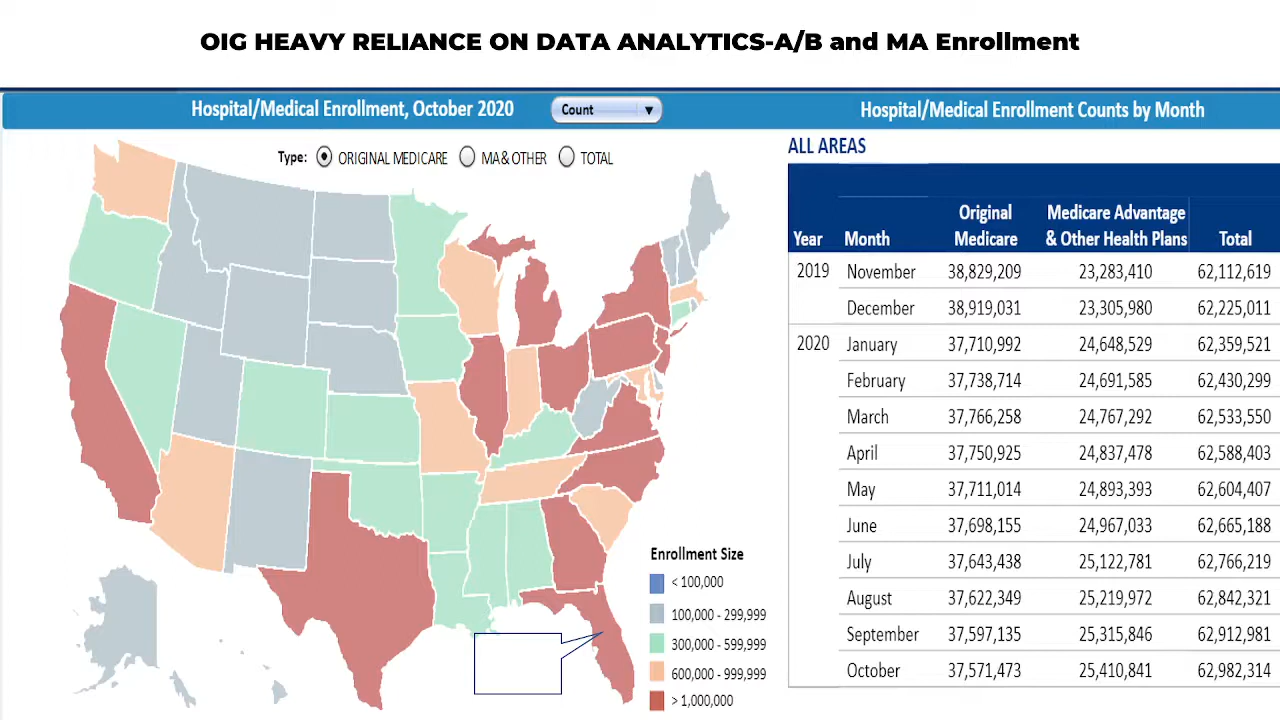 OIG HEAVY RELIANCE ON DATA ANALYTICS-A/B and MA Enrollment
Hospital/Medical Enrollment, October 2020
Count
Type: ORIGINAL MEDICARE MA & OTHER TOTAL
Enrollment Size
< 100,000
100,000 - 299,999
300,000 - 599,999
600,000 - 999,999
> 1,000,000
Hospital/Medical Enrollment Counts by Month
ALL AREAS
Original Medicare Advantage
Year Month Medicare & Other Health Plans Total
2019 November 38,829,209 23,283,410 62,112,619
December 38,919,031 23,305,980 62,225,011
2020 January 37,710,992 24,648,529 62,359,521
February 37,738,714 24,691,585 62,430,299
March 37,766,258 24,767,292 62,533,550
April 37,750,925 24,837,478 62,588,403
May 37,711,014 24,893,393 62,604,407
June 37,698,155 24,967,033 62,665,188
July 37,643,438 25,122,781 62,766,219
August 37,622,349 25,219,972 62,842,321
September 37,597,135 25,315,846 62,912,981
October 37,571,473 25,410,841 62,982,314